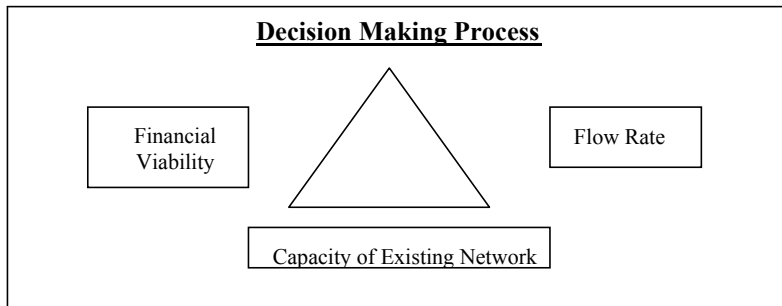 Decision Making Process
Financial
Viability
Flow Rate
Capacity of Existing Network